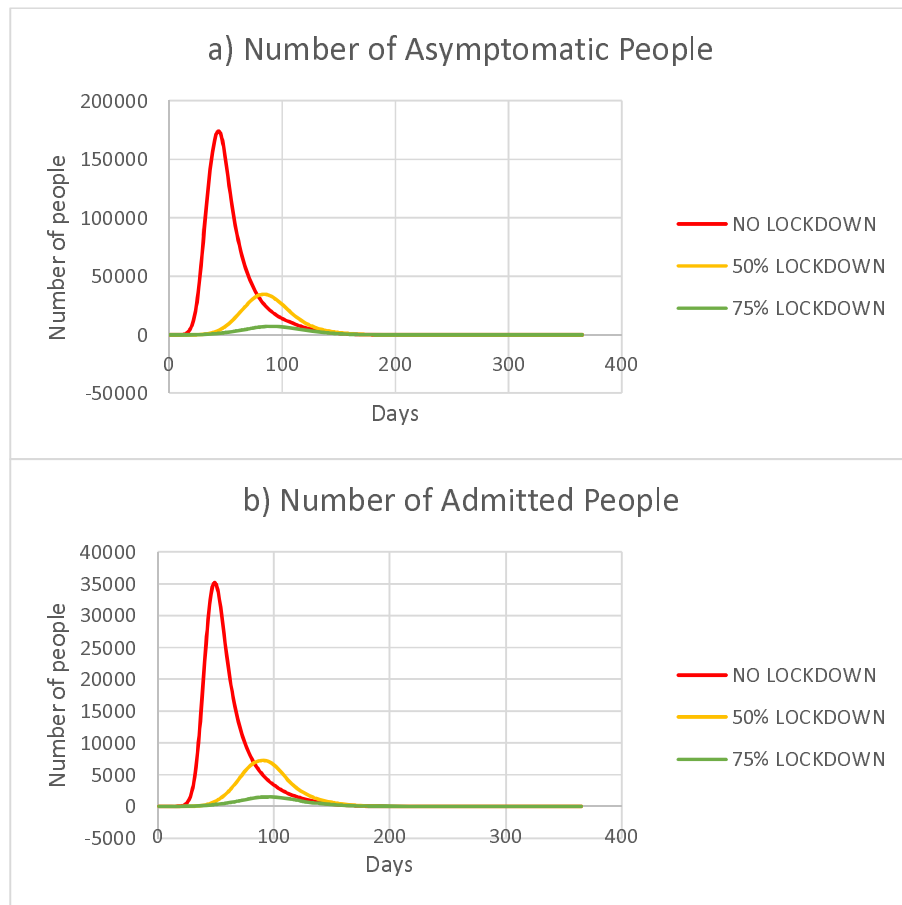 a) Number of Asymptomatic People
200000
150000
100000
50000
0
-50000
Number of people
0 100 200 300 400
Days
NO LOCKDOWN
50% LOCKDOWN
75% LOCKDOWN
b) Number of Admitted People
40000
35000
30000
25000
20000
15000
10000
5000
0
-5000
Number of people
0 100 200 300 400
Days
NO LOCKDOWN
50% LOCKDOWN
75% LOCKDOWN